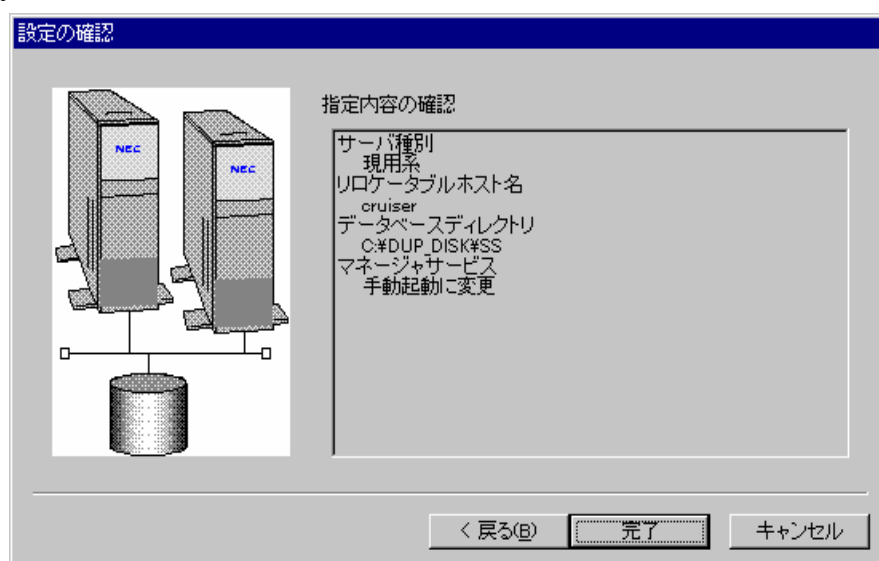 設定の確認
指定内容の確認
NEC
NEC
サーバ種別
現用系
リロケータブルホスト名
cruiser
データベースディレクトリ
C:¥DUP_DISK¥SS
マネージャサービス
手動起動に変更
< 戻る(B)
完了
キャンセル